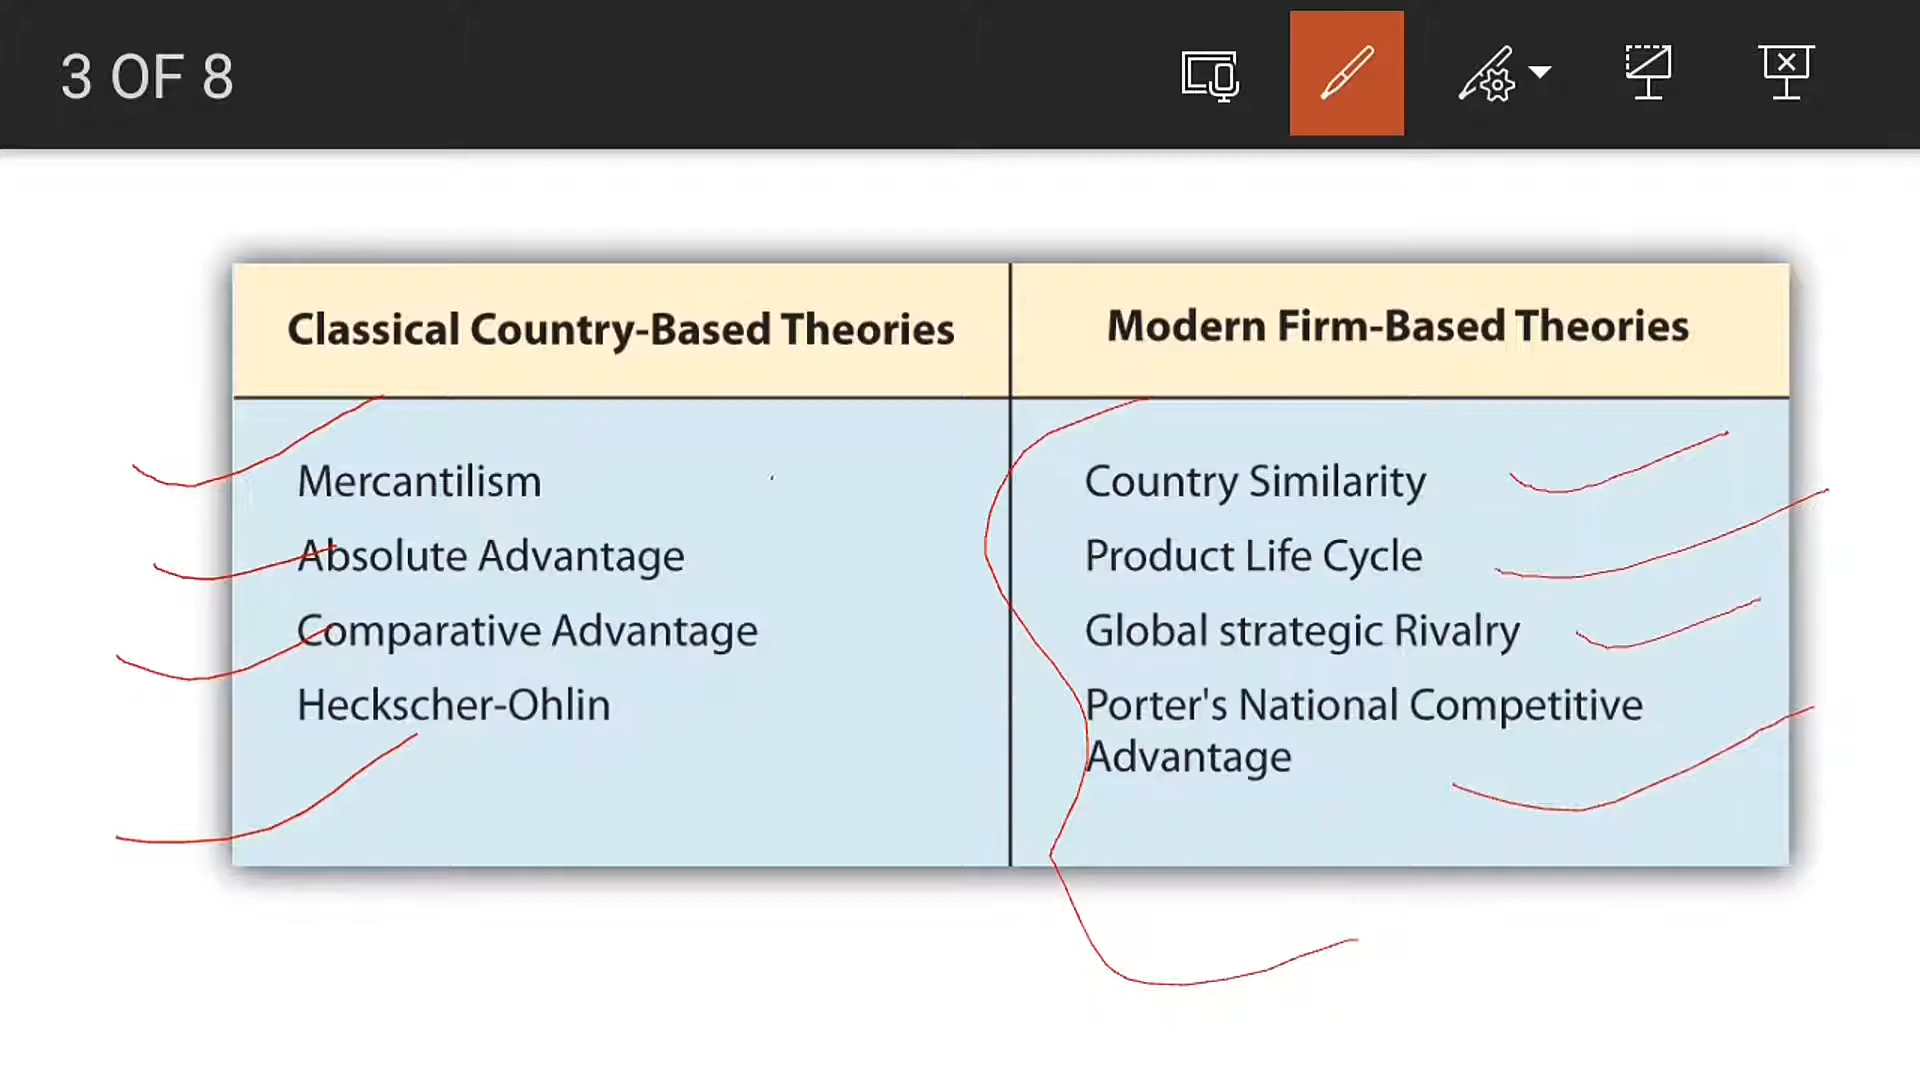 3 OF 8
Classical Country-Based Theories
Modern Firm-Based Theories
Mercantilism
Absolute Advantage
Comparative Advantage
Heckscher-Ohlin
Country Similarity
Product Life Cycle
Global strategic Rivalry
Porter's National Competitive
Advantage